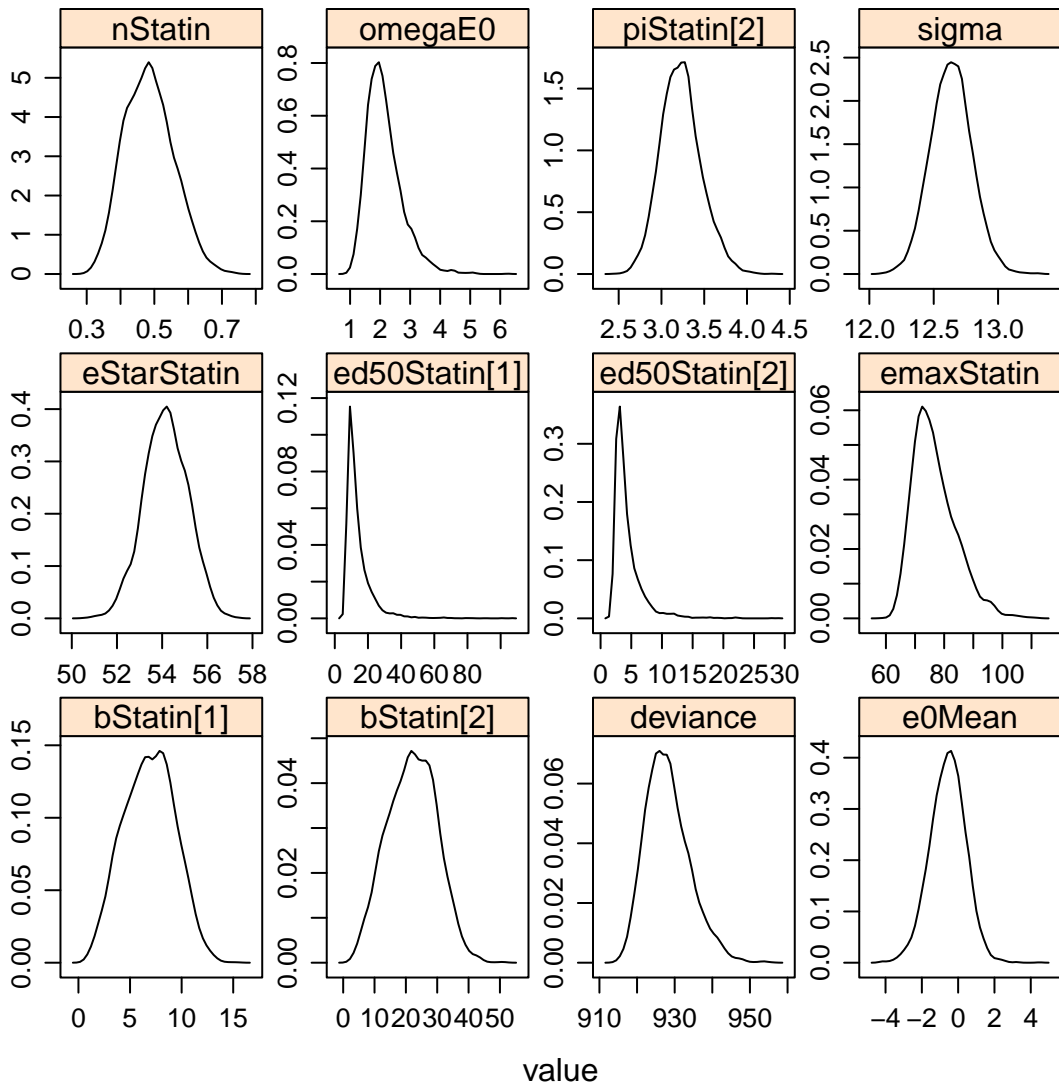 nStatin omegaE0 piStatin[2] sigma
0 1 2 3 4 5
0.0 0.2 0.4 0.6 0.8
0.0 0.5 1.0 1.5
0.0 0.5 1.0 1.5 2.0 2.5
0.3 0.5 0.7
1 2 3 4 5 6
2.5 3.0 3.5 4.0 4.5
12.0 12.5 13.0
eStarStatin ed50Statin[1] ed50Statin[2] emaxStatin
0.0 0.1 0.2 0.3 0.4
0.00 0.04 0.08 0.12
0.0 0.1 0.2 0.3
0.00 0.02 0.04 0.06
50 52 54 56 58
0 20 40 60 80
0 5 10 15 20 25 30
60 80 100
bStatin[1] bStatin[2] deviance e0Mean
0.00 0.05 0.10 0.15
0.00 0.02 0.04
0.00 0.02 0.04 0.06
0.0 0.1 0.2 0.3 0.4
0 5 10 15
0 10 20 30 40 50
910 930 950
−4 −2 0 2 4
value